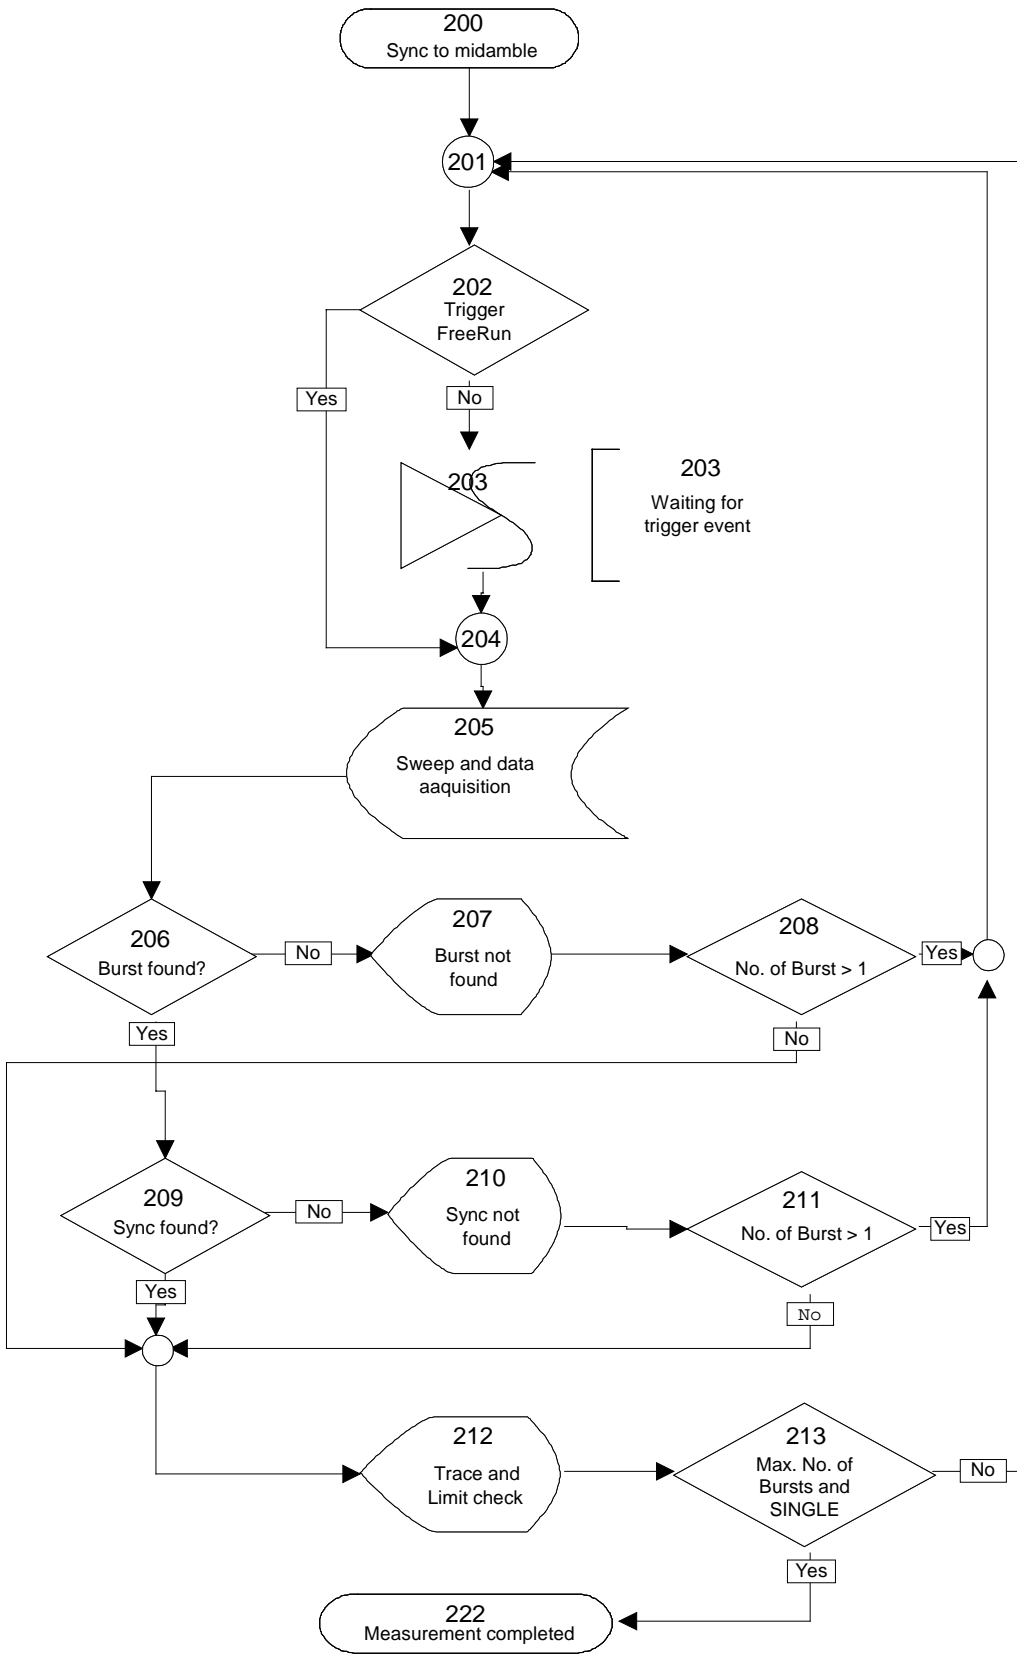 200
Sync to midamble
201
202
Trigger
FreeRun
Yes
No
203
203
Waiting for
trigger event
204
205
Sweep and data
aaquisition
206
Burst found?
No
207
Burst not
found
208
No. of Burst > 1
Yes
Yes
No
209
Sync found?
No
210
Sync not
found
211
No. of Burst > 1
Yes
Yes
No
212
Trace and
Limit check
213
Max. No. of
Bursts and
SINGLE
No
Yes
222
Measurement completed